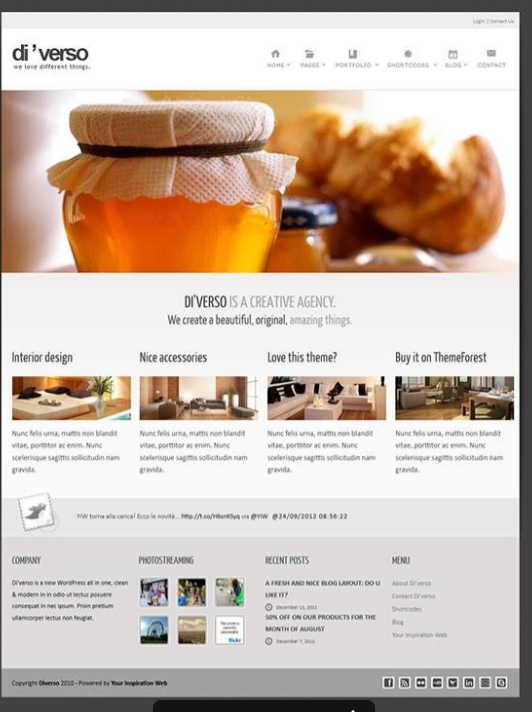 Login | Contact Us
di'verso
we love different things.
HOME PAGES PORTFOLIO SHORTCODES BLOG CONTACT
DI'VERSO IS A CREATIVE AGENCY.
We create a beautiful, original, amazing things.
Interior design
Nunc felis urna, mattis non blandit
vitae, porttitor ac enim. Nunc
scelerisque sagittis sollicitudin nam
gravida.
Nice accessories
Nunc felis urna, mattis non blandit
vitae, porttitor ac enim. Nunc
scelerisque sagittis sollicitudin nam
gravida.
Love this theme?
Nunc felis urna, mattis non blandit
vitae, porttitor ac enim. Nunc
scelerisque sagittis sollicitudin nam
gravida.
Buy it on ThemeForest
Nunc felis urna, mattis non blandit
vitae, porttitor ac enim. Nunc
scelerisque sagittis sollicitudin nam
gravida.
YIW torna alla carica! Ecco le novità... via @YIW @24/09/2012 08:56:22
COMPANY
Di'verso is a new WordPress all in one, clean
& modern in odio ut lectus posuere
consequat in nec ipsum. Proin pretium
ullamcorper lectus non feugiat.
PHOTOSTREAMING
flickr
RECENT POSTS
A FRESH AND NICE BLOG LAYOUT: DO U
LIKE IT?
December 13, 2011
50% OFF ON OUR PRODUCTS FOR THE
MONTH OF AUGUST
December 7, 2011
MENU
About Di'verso
Contact Di'verso
Shortcodes
Blog
Your Inspiration Web
Copyright Diverso 2010 - Powered by Your Inspiration Web